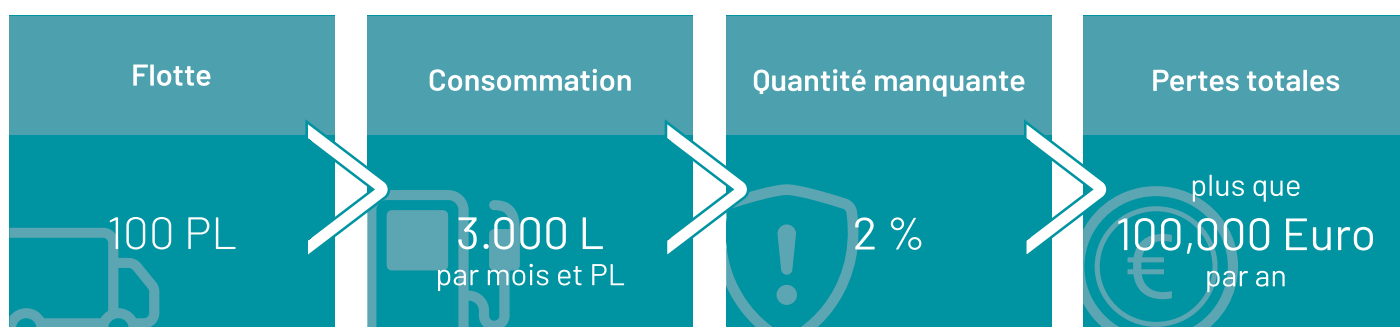 Flotte
100 PL
Consommation
3.000 L
par mois et PL
Quantité manquante
2 %
Pertes totales
plus que
100,000 Euro
par an